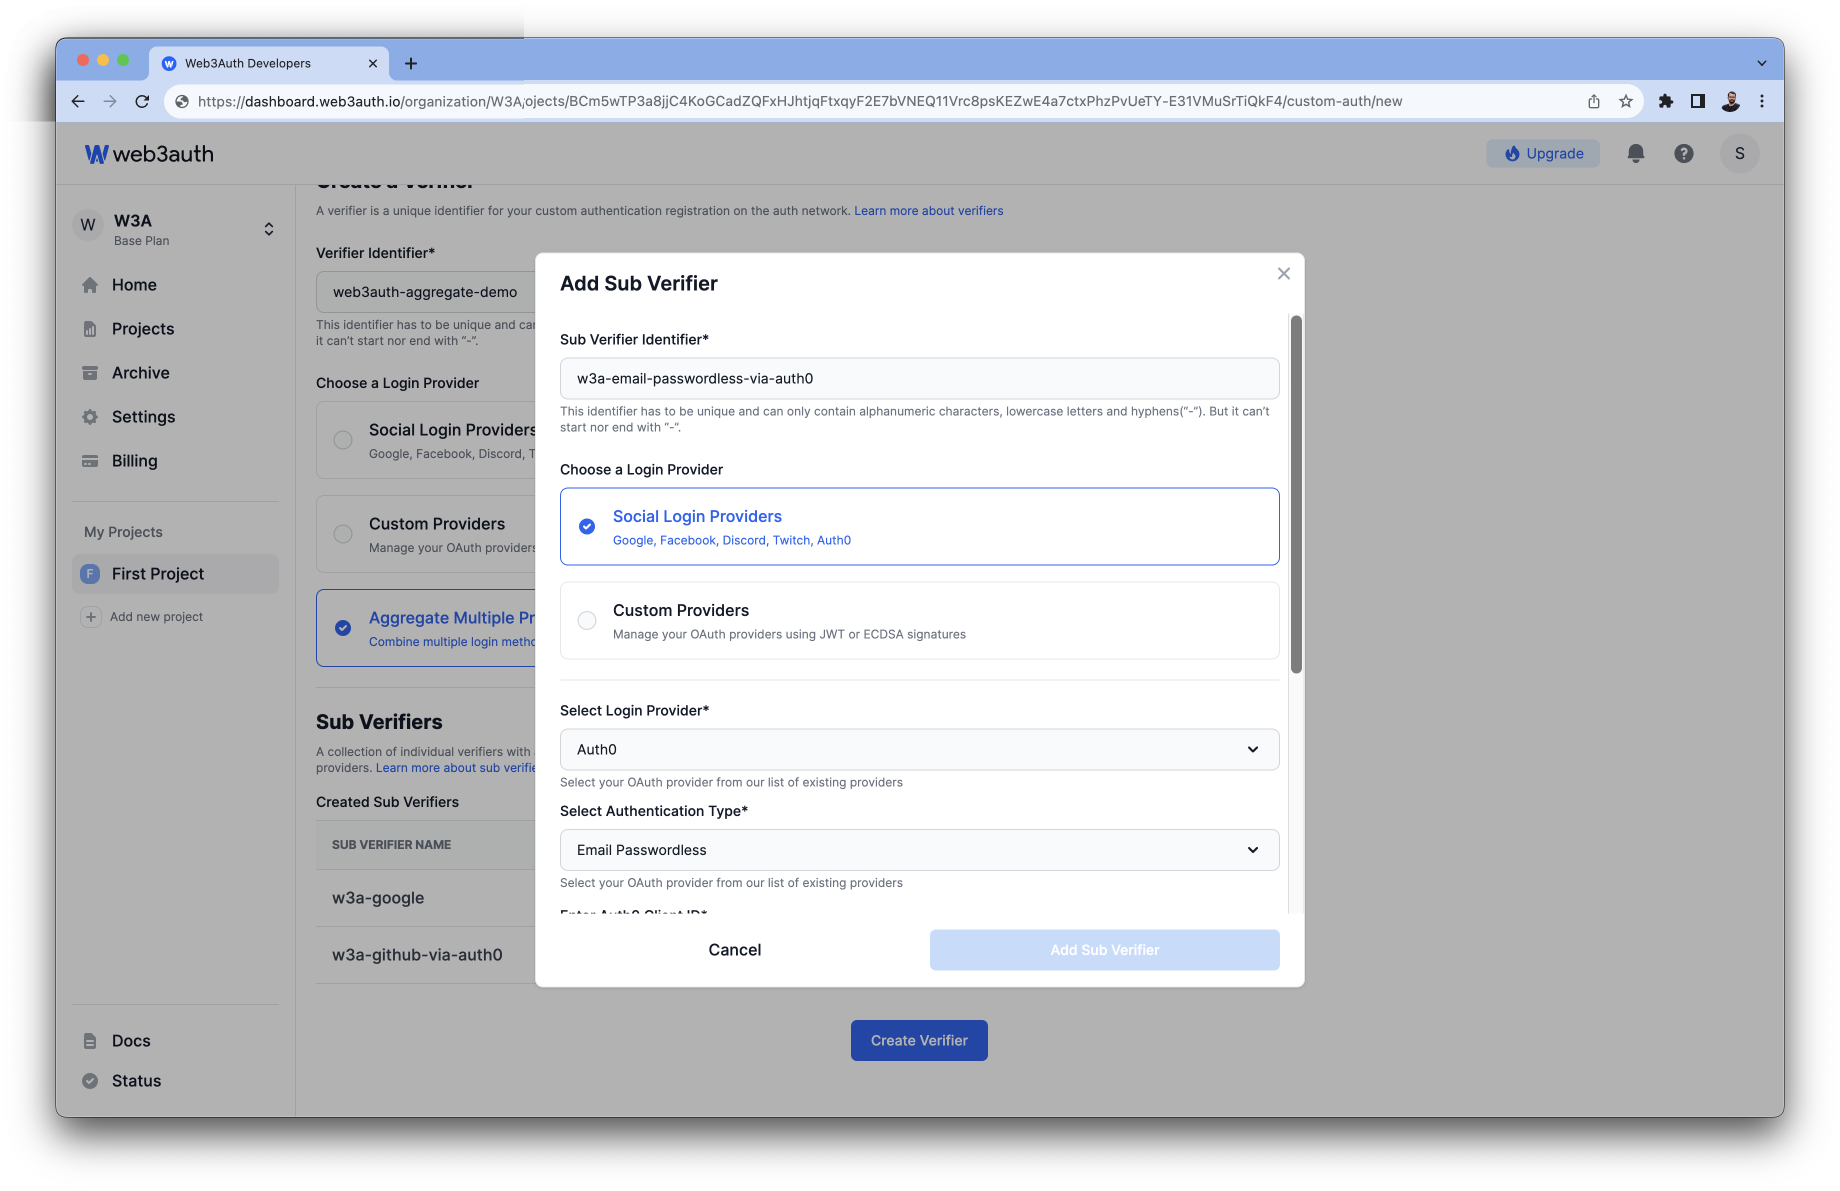 Web3Auth Developers
https://dashboard.web3auth.io/organization/W3A/ojects/BCm5wTP3a8jjC4KoGCadZQFxHJhtjqFtxqyF2E7bVNEQ11Vrc8psKEZwE4a7ctxPhzPvUeTY-E31VMuSrTiQkF4/custom-auth/new
web3auth
Upgrade
S
W
W3A
Base Plan
Home
Projects
Archive
Settings
Billing
My Projects
F
First Project
Add new project
Docs
Status
Create a Verifier
A verifier is a unique identifier for your custom authentication registration on the auth network. Learn more about verifiers
Verifier Identifier*
web3auth-aggregate-demo
This identifier has to be unique and
it can't start nor end with "-".
Choose a Login Provider
Social Login Providers
Google, Facebook, Discord, T
Custom Providers
Manage your OAuth providers
Aggregate Multiple Pr
Combine multiple login metho
Sub Verifiers
A collection of individual verifiers with
providers. Learn more about sub verifie
Created Sub Verifiers
SUB VERIFIER NAME
w3a-google
w3a-github-via-auth0
Create Verifier
Add Sub Verifier
Sub Verifier Identifier*
w3a-email-passwordless-via-auth0
This identifier has to be unique and can only contain alphanumeric characters, lowercase letters and hyphens("-"). But it can't
start nor end with "-".
Choose a Login Provider
Social Login Providers
Google, Facebook, Discord, Twitch, Auth0
Custom Providers
Manage your OAuth providers using JWT or ECDSA signatures
Select Login Provider*
Auth0
Select your OAuth provider from our list of existing providers
Select Authentication Type*
Email Passwordless
Select your OAuth provider from our list of existing providers
Enter Auth0 Client ID*
Cancel
Add Sub Verifier